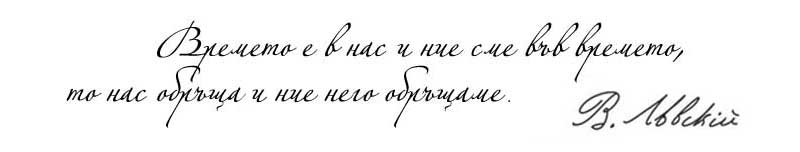 Времето е в нас и ние сме във времето,
то нас обръща и ние него обръщаме.
В. Лѣвскій